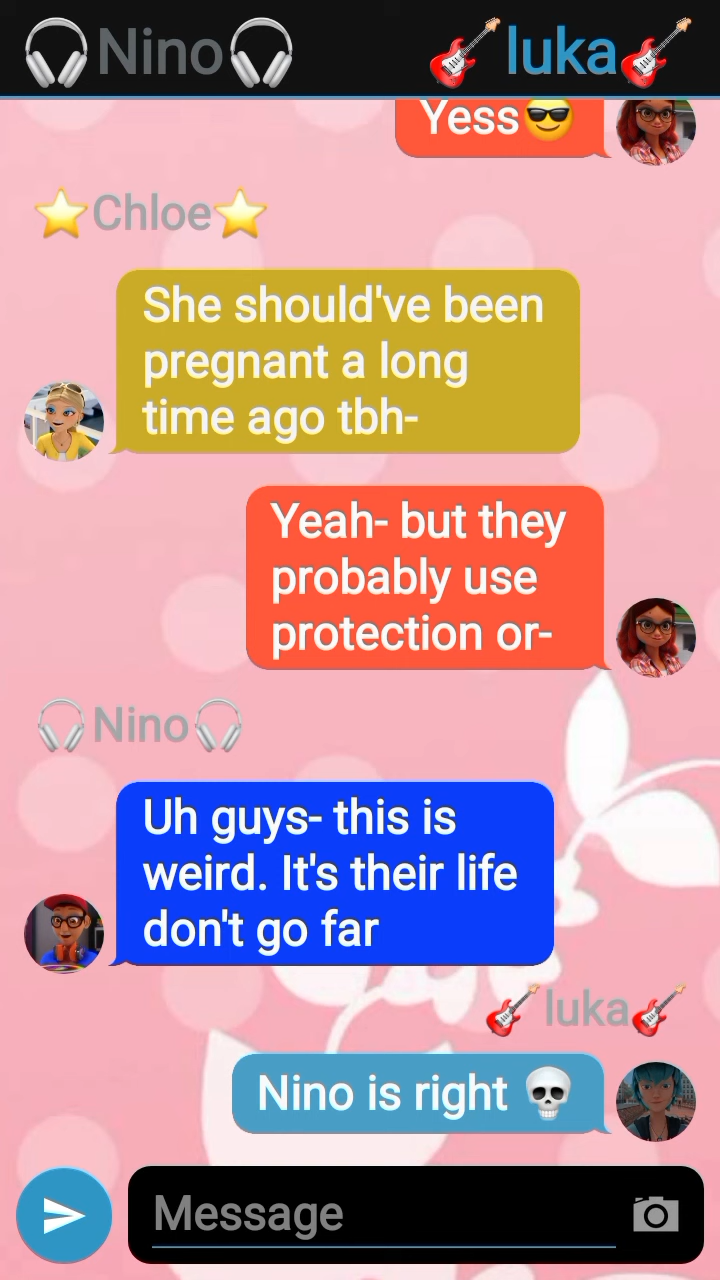 🎧Nino🎧 🎸luka🎸
Yess😎
⭐Chloe⭐
She should've been
pregnant a long
time ago tbh-
Yeah- but they
probably use
protection or-
🎧Nino🎧
Uh guys- this is
weird. It's their life
don't go far
🎸luka🎸
Nino is right 💀
Message